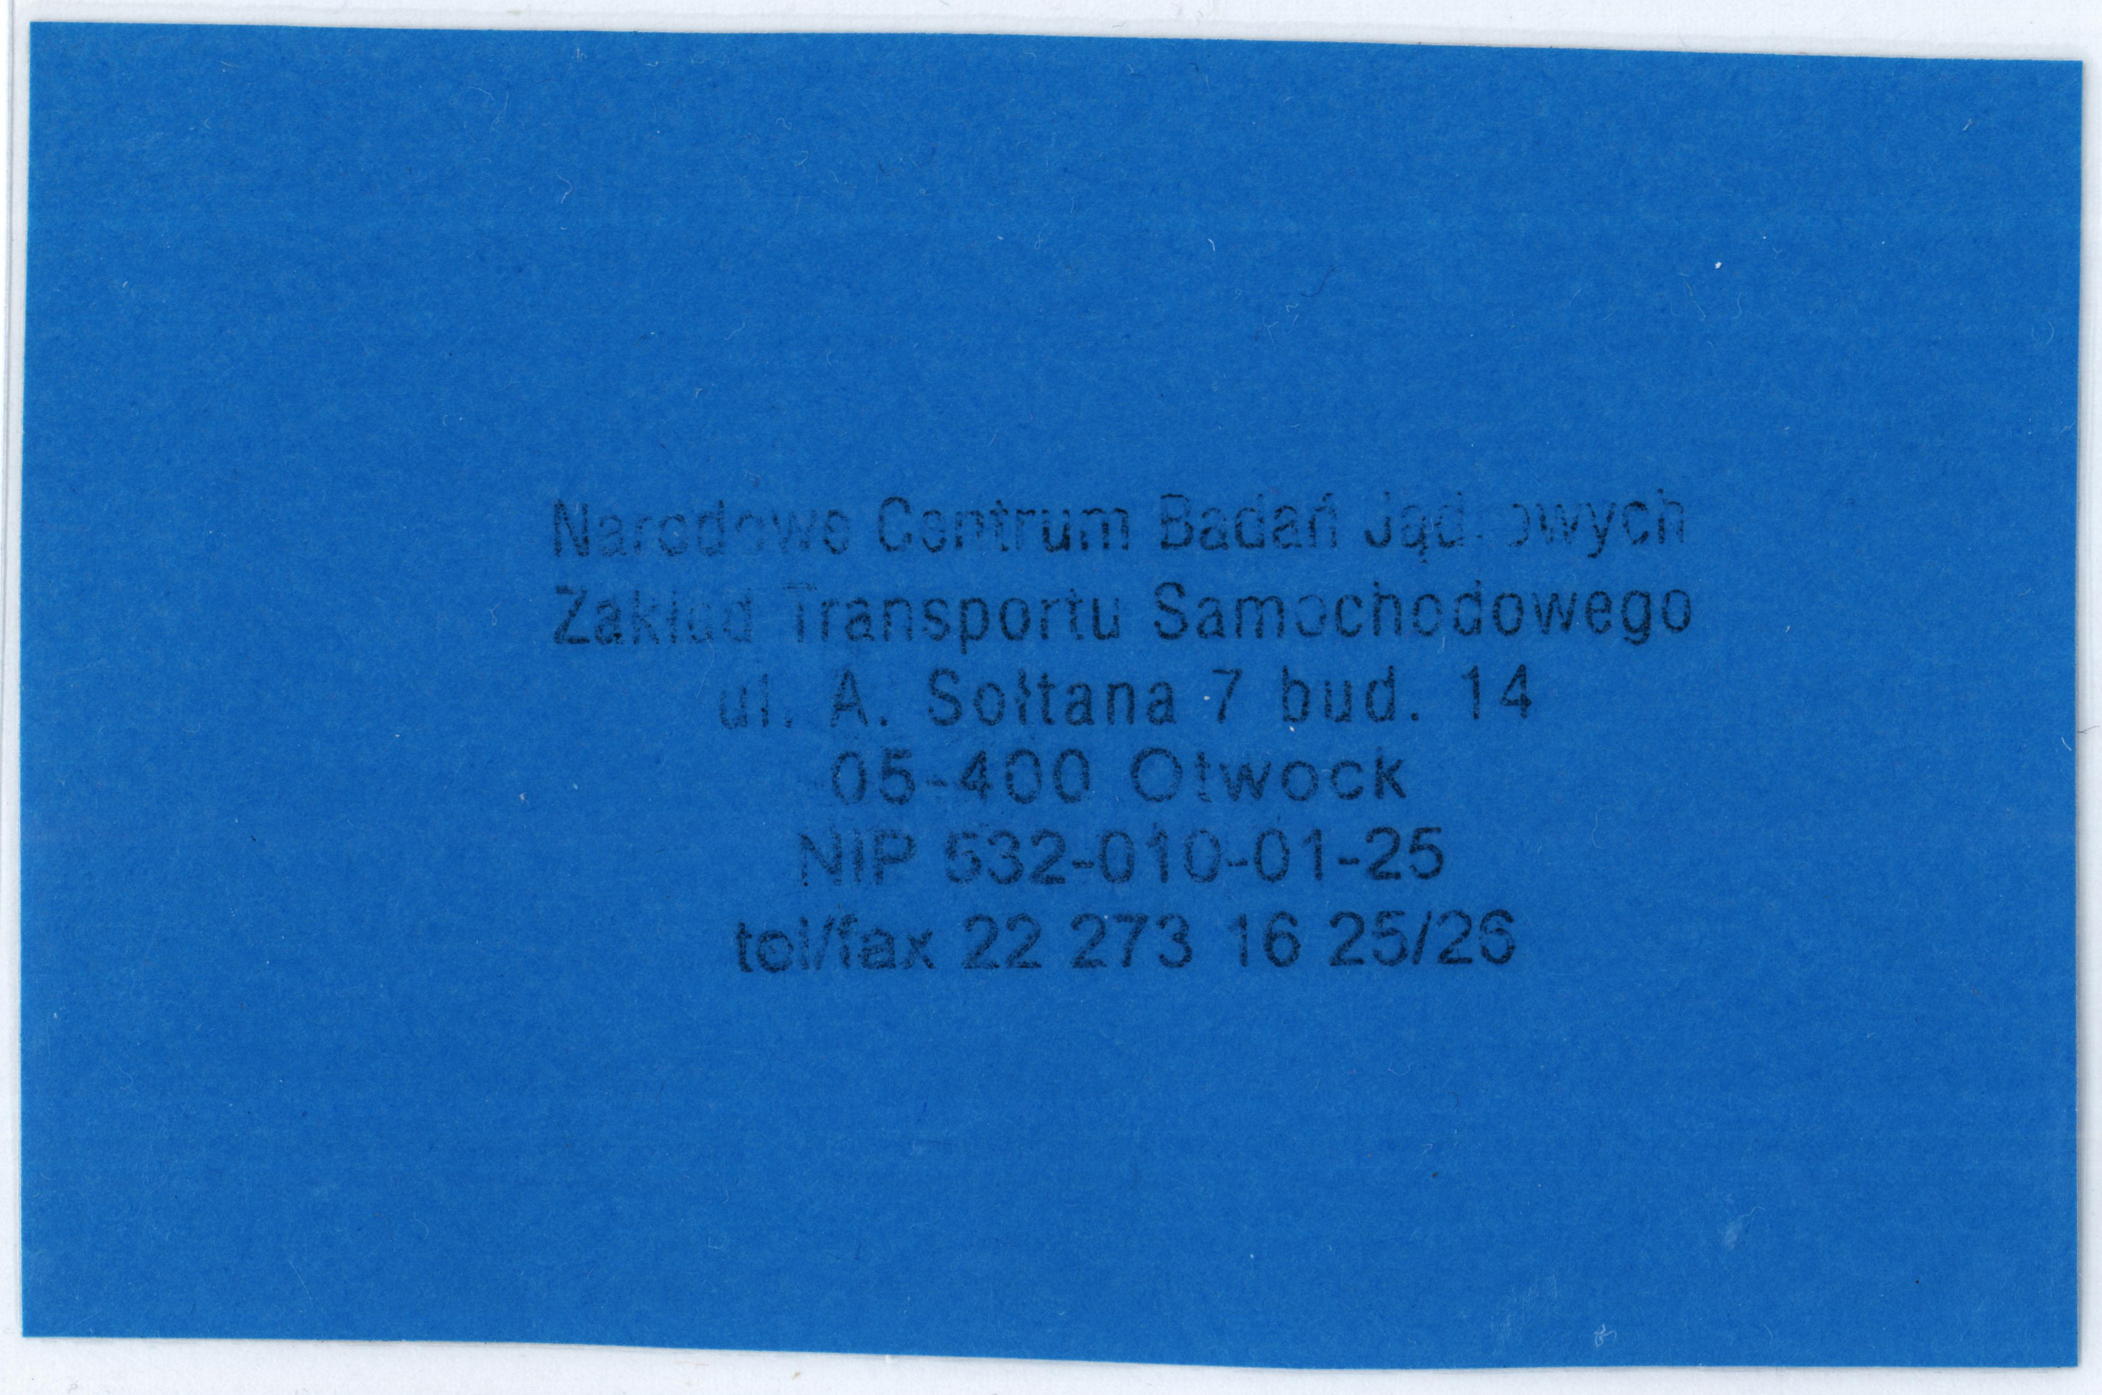 Narodowe Centrum Badań Jądrowych
Zakład Transportu Samochodowego
ul. A. Sołtana 7 bud. 14
05-400 Otwock
NIP 532-010-01-25
tel/fax 22 273 16 25/26